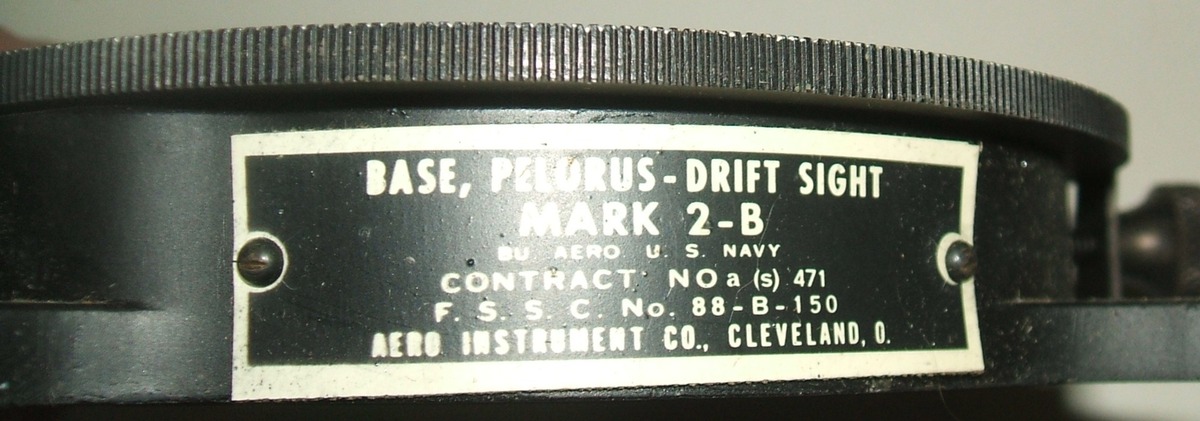 BASE, PELORUS-DRIFT SIGHT
MARK 2-B
BU AERO U. S. NAVY
CONTRACT NOa (s) 471
F. S. S. C. No. 88-B-150
AERO INSTRUMENT CO., CLEVELAND, O.